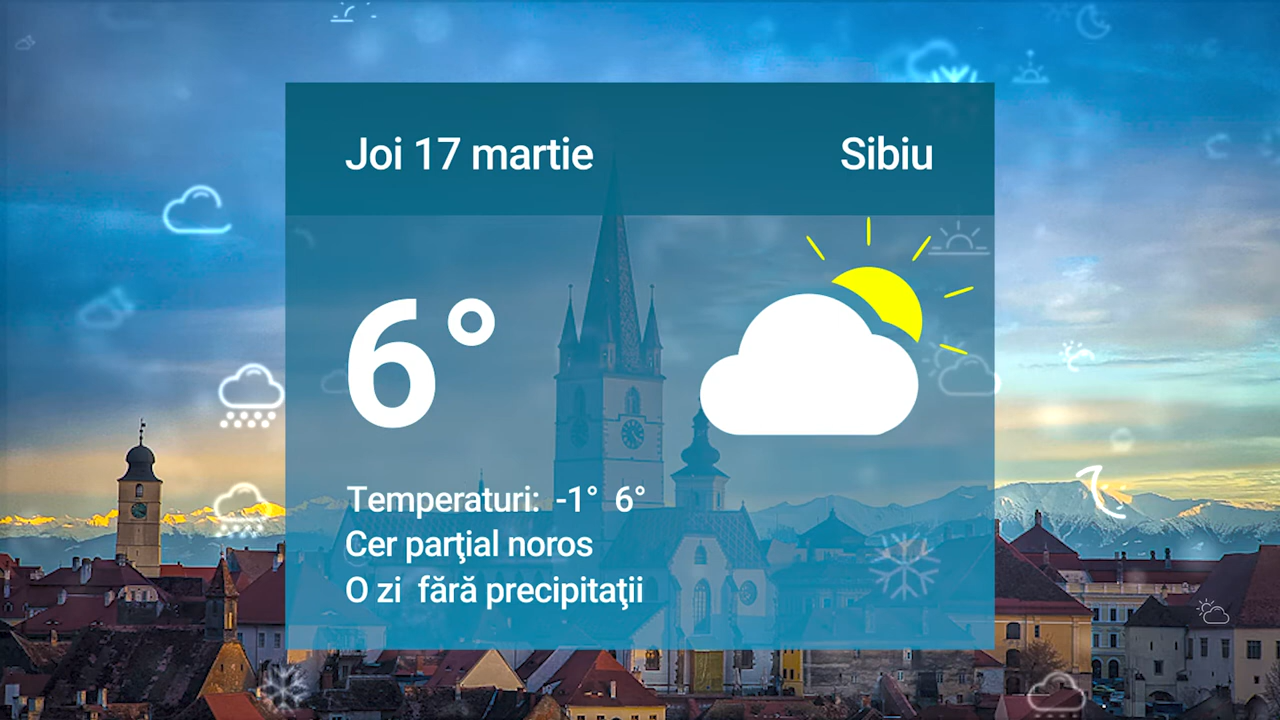 Joi 17 martie Sibiu
6°
Temperaturi: -1° 6°
Cer parţial noros
O zi fără precipitaţii